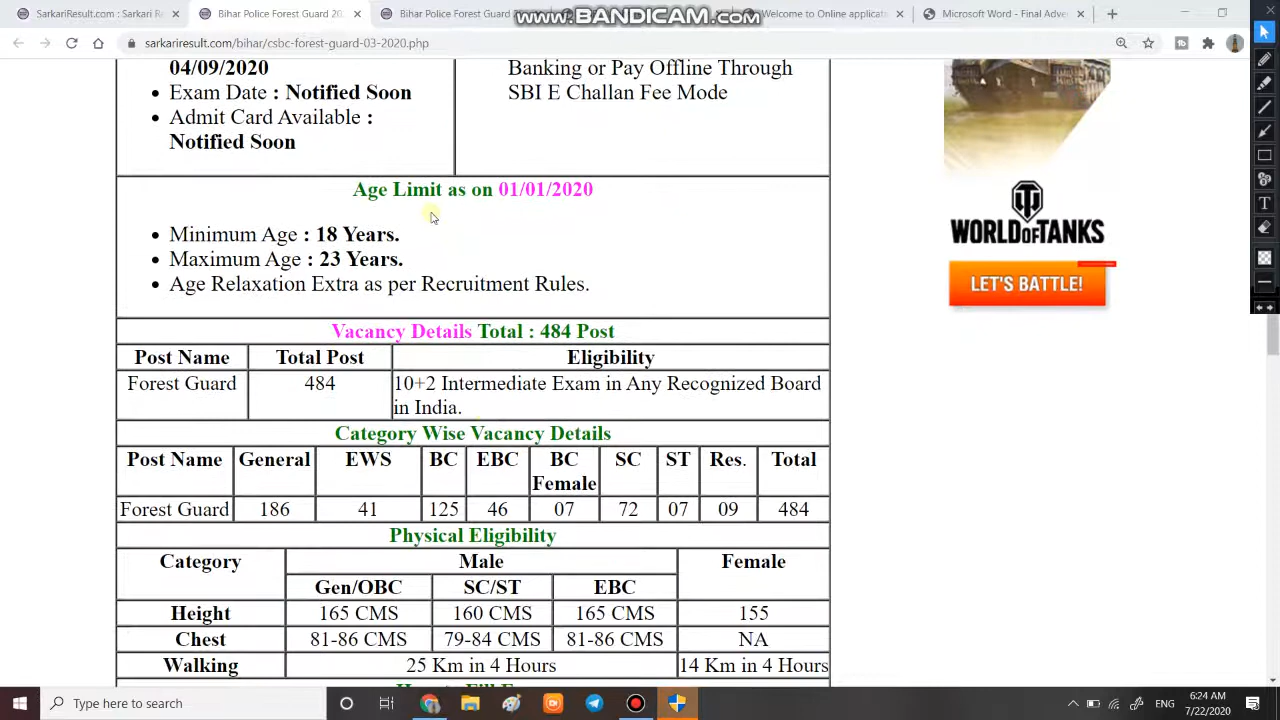 www.BANDICAM.com
Sarkari Result : Sarkari Re
Bihar Police Forest Guard 20
Bihar Police Forest Guard
Welcome to Online applicat
Microsoft Word - Final Adve
sarkariresult.com/bihar/csbc-forest-guard-03-2020.php
04/09/2020
Exam Date : Notified Soon
Admit Card Available :
Notified Soon
Banking or Pay Offline Through
SBI E Challan Fee Mode
Age Limit as on 01/01/2020
Minimum Age : 18 Years.
Maximum Age : 23 Years.
Age Relaxation Extra as per Recruitment Rules.
Vacancy Details Total : 484 Post
Post Name Total Post Eligibility
Forest Guard 484 10+2 Intermediate Exam in Any Recognized Board
in India.
Category Wise Vacancy Details
Post Name General EWS BC EBC BC SC ST Res. Total
Female
Forest Guard 186 41 125 46 07 72 07 09 484
Physical Eligibility
Category Male Female
Gen/OBC SC/ST EBC
Height 165 CMS 160 CMS 165 CMS 155
Chest 81-86 CMS 79-84 CMS 81-86 CMS NA
Walking 25 Km in 4 Hours 14 Km in 4 Hours
WORLD OF TANKS
LET'S BATTLE!
Type here to search
ENG
6:24 AM
7/22/2020